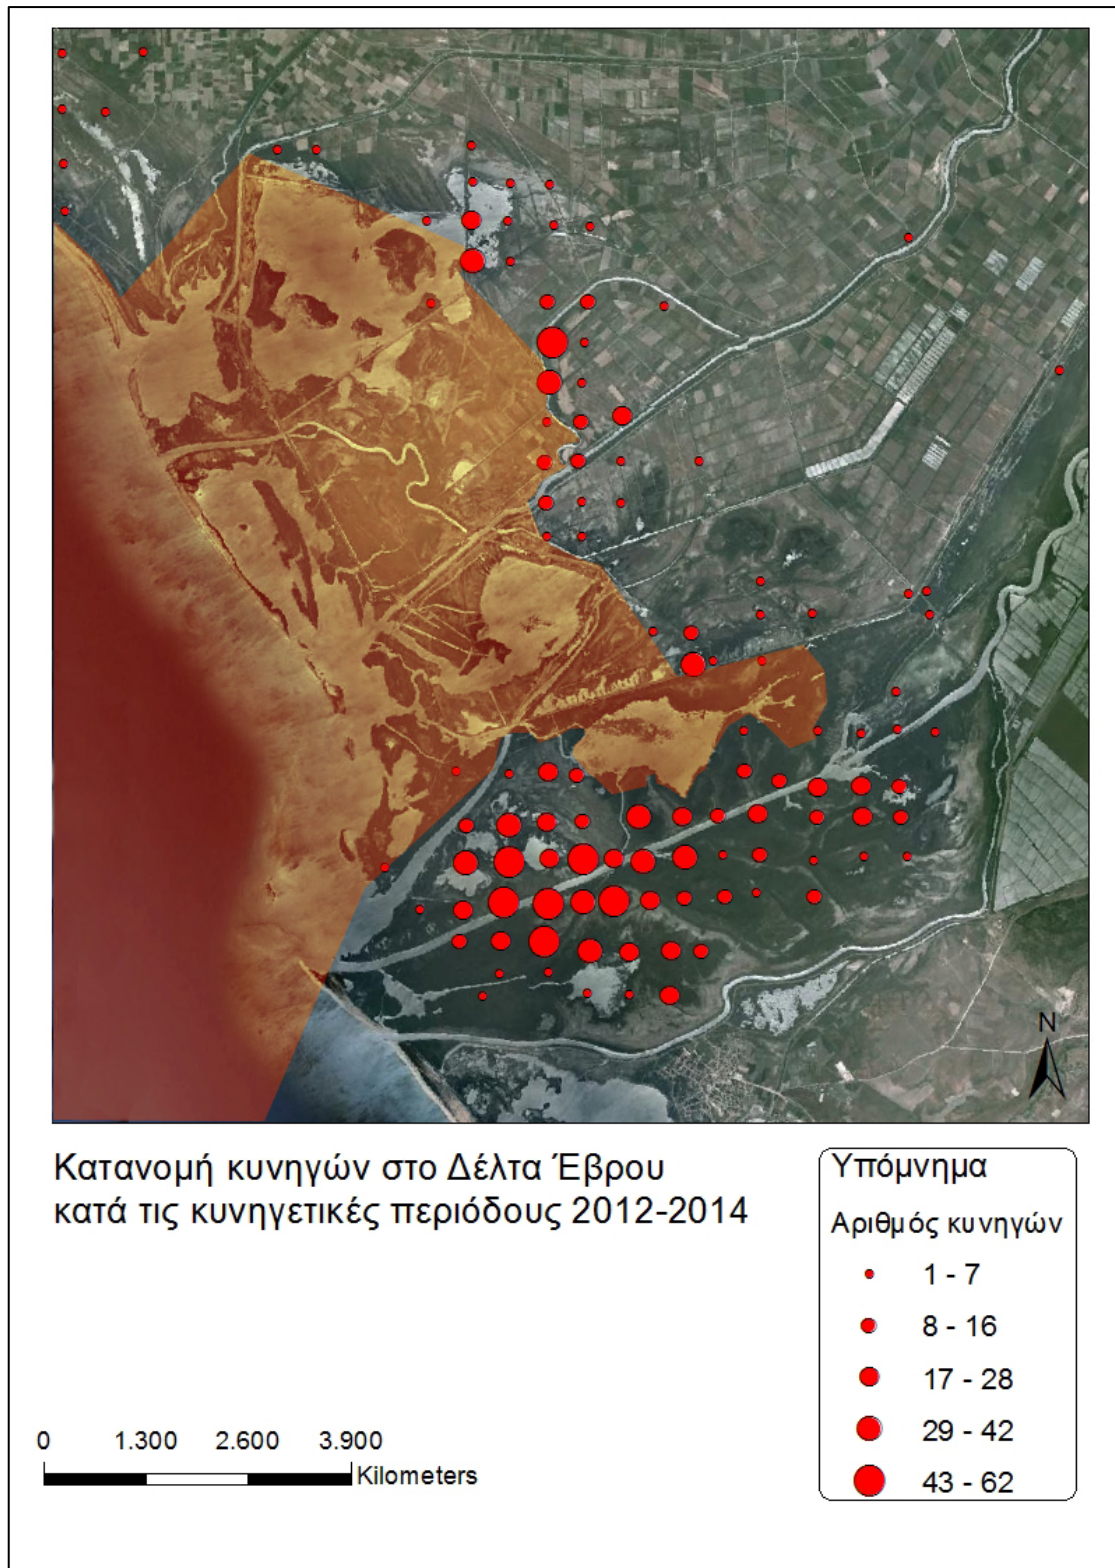 N
Κατανομή κυνηγών στο Δέλτα Έβρου
κατά τις κυνηγετικές περιόδους 2012-2014
Υπόμνημα
Αριθμός κυνηγών
1 - 7
8 - 16
17 - 28
29 - 42
43 - 62
0 1.300 2.600 3.900
Kilometers